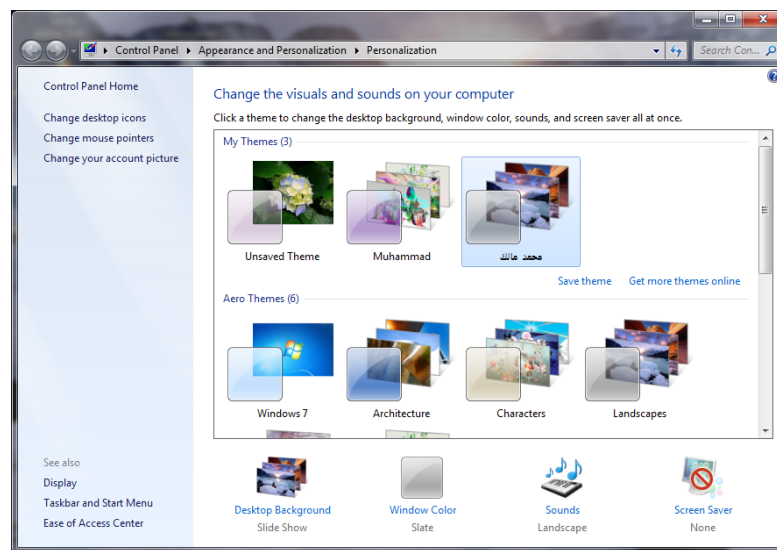 Control Panel ▸ Appearance and Personalization ▸ Personalization
Search Con...
Control Panel Home
Change desktop icons
Change mouse pointers
Change your account picture
Change the visuals and sounds on your computer
Click a theme to change the desktop background, window color, sounds, and screen saver all at once.
My Themes (3)
Unsaved Theme
Muhammad
محمد مالك
Save theme
Get more themes online
Aero Themes (6)
Windows 7
Architecture
Characters
Landscapes
See also
Display
Taskbar and Start Menu
Ease of Access Center
Desktop Background
Slide Show
Window Color
Slate
Sounds
Landscape
Screen Saver
None